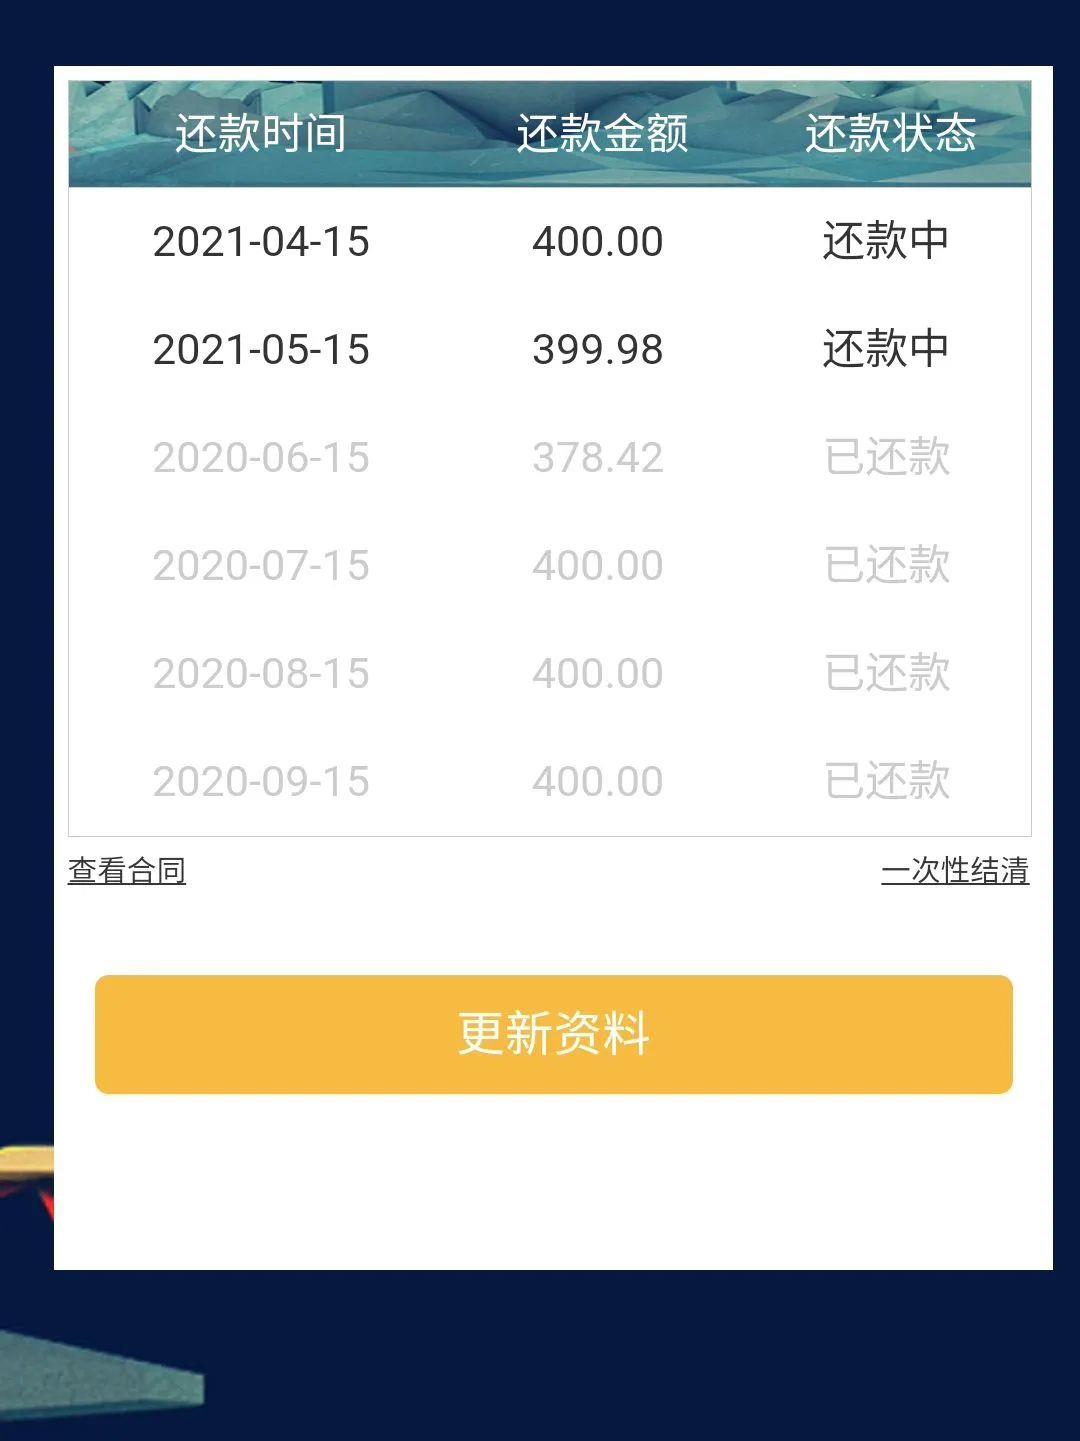 还款时间 还款金额 还款状态
2021-04-15 400.00 还款中
2021-05-15 399.98 还款中
2020-06-15 378.42 已还款
2020-07-15 400.00 已还款
2020-08-15 400.00 已还款
2020-09-15 400.00 已还款
查看合同 一次性结清
更新资料